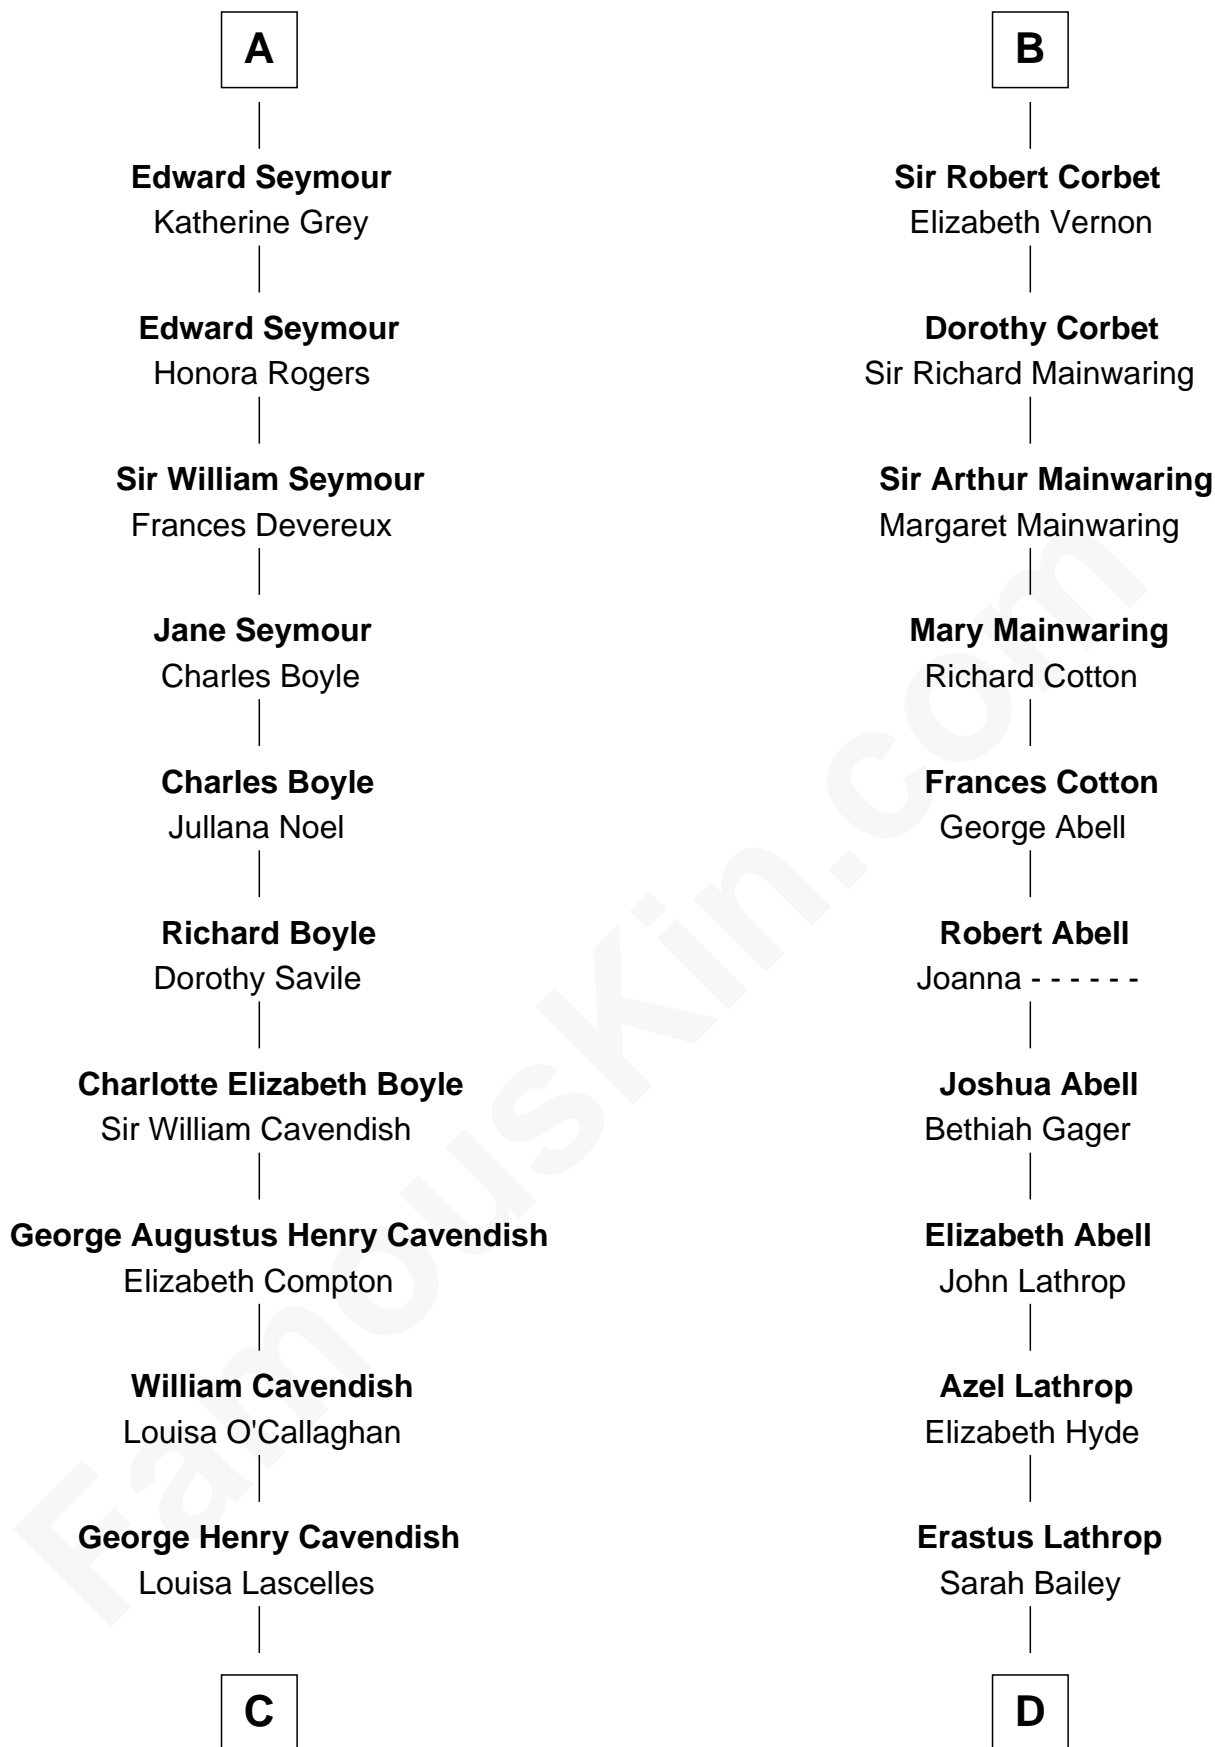 A
Edward Seymour
Katherine Grey
Edward Seymour
Honora Rogers
Sir William Seymour
Frances Devereux
Jane Seymour
Charles Boyle
Charles Boyle
Jullana Noel
Richard Boyle
Dorothy Savile
Charlotte Elizabeth Boyle
Sir William Cavendish
George Augustus Henry Cavendish
Elizabeth Compton
William Cavendish
Louisa O'Callaghan
George Henry Cavendish
Louisa Lascelles
C
B
Sir Robert Corbet
Elizabeth Vernon
Dorothy Corbet
Sir Richard Mainwaring
Sir Arthur Mainwaring
Margaret Mainwaring
Mary Mainwaring
Richard Cotton
Frances Cotton
George Abell
Robert Abell
Joanna - - - - - -
Joshua Abell
Bethiah Gager
Elizabeth Abell
John Lathrop
Azel Lathrop
Elizabeth Hyde
Erastus Lathrop
Sarah Bailey
D
FamousKin.com